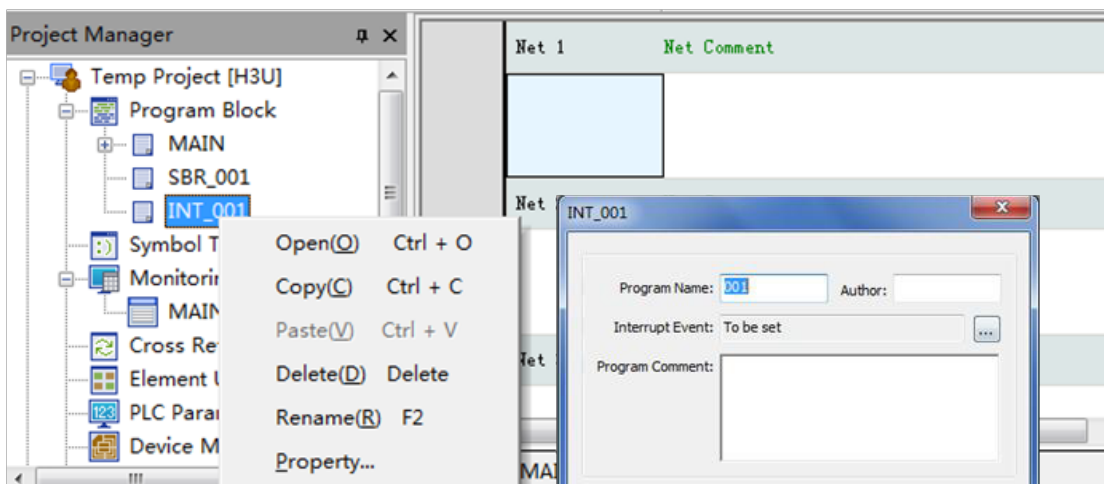 Project Manager
Temp Project [H3U]
Program Block
MAIN
SBR_001
INT_001
Symbol T
Monitorin
MAIN
Cross Re
Element U
PLC Parar
Device M
Open(O) Ctrl + O
Copy(C) Ctrl + C
Paste(V) Ctrl + V
Delete(D) Delete
Rename(R) F2
Property...
Net 1 Net Comment
Net
Net
MAI
INT_001
Program Name: 001 Author:
Interrupt Event: To be set ...
Program Comment: